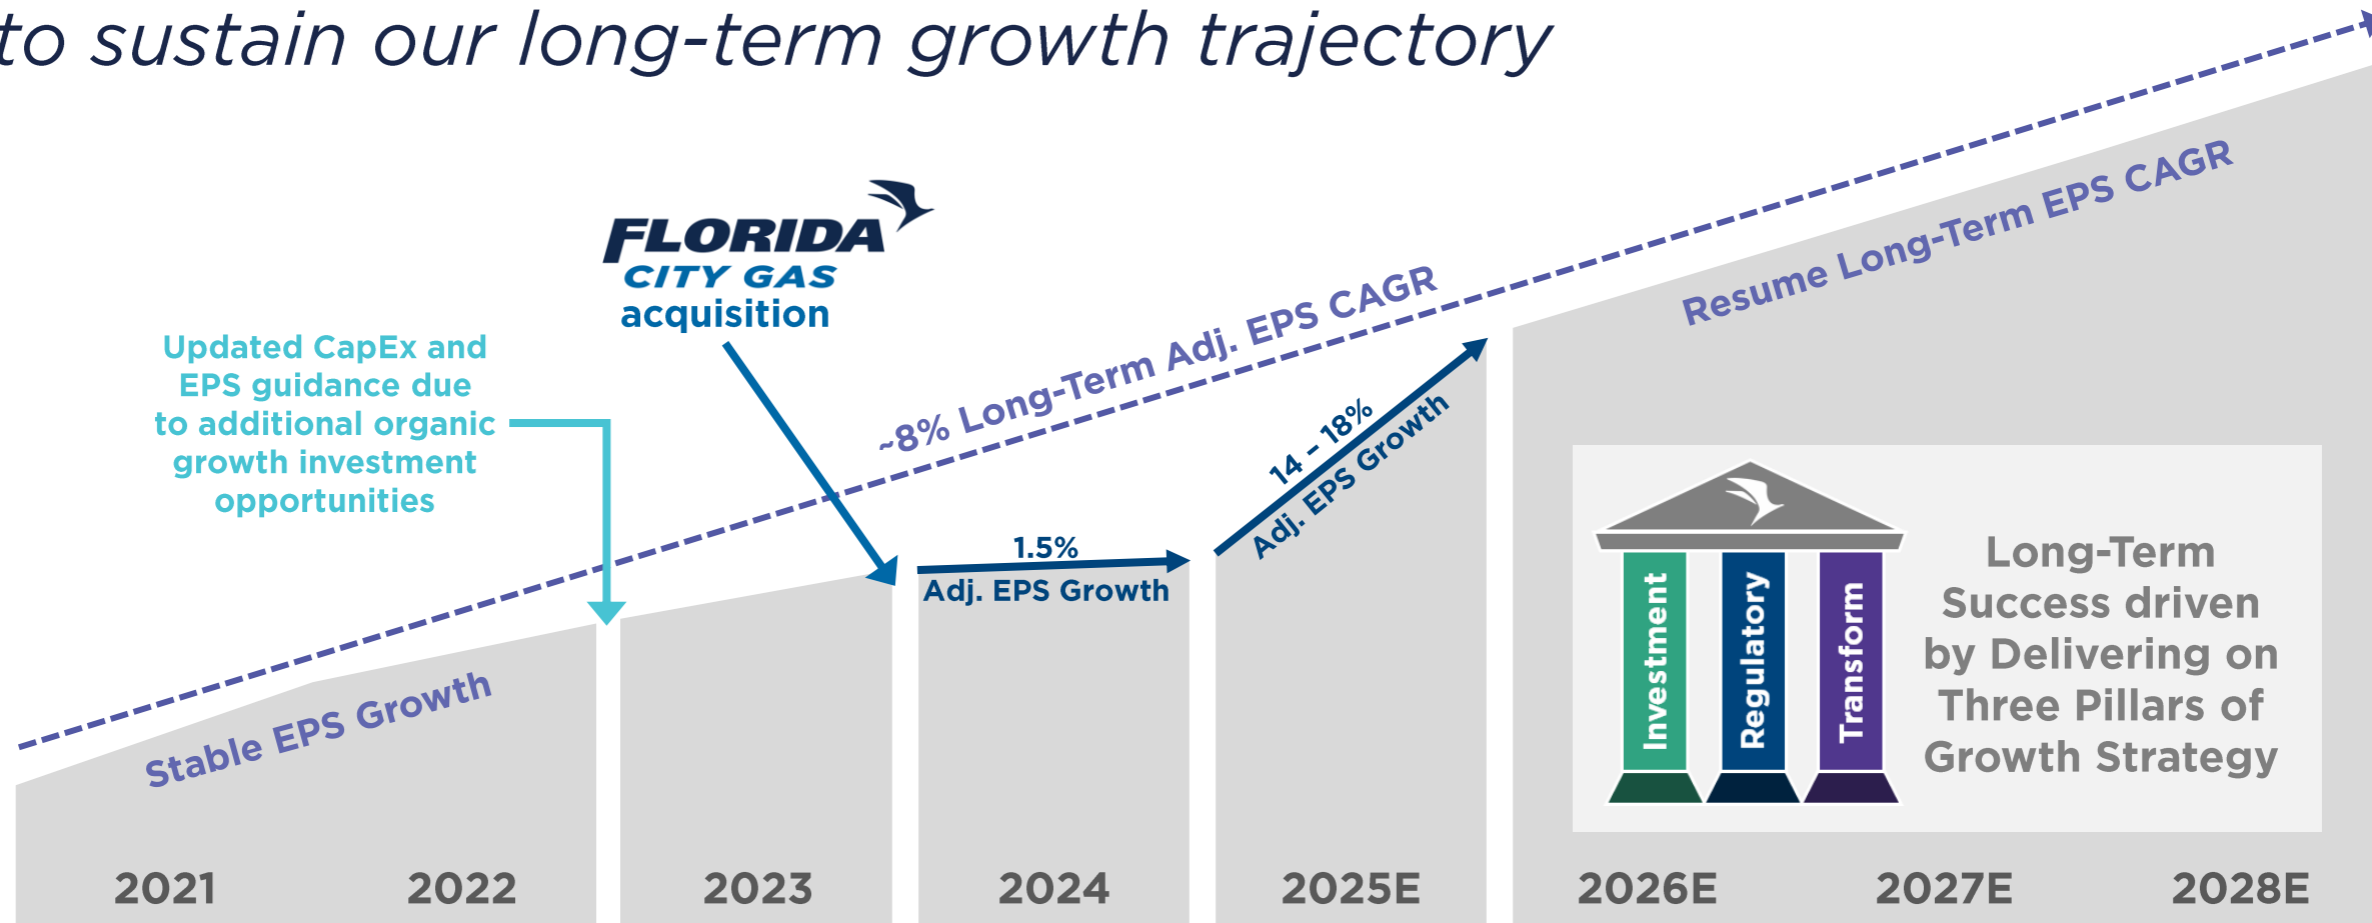 to sustain our long-term growth trajectory
FLORIDA
CITY GAS
acquisition
Updated CapEx and
EPS guidance due
to additional organic
growth investment
opportunities
~8% Long-Term Adj. EPS CAGR
Resume Long-Term EPS CAGR
Stable EPS Growth
1.5%
Adj. EPS Growth
14 – 18%
Adj. EPS Growth
Investment
Regulatory
Transform
Long-Term
Success driven
by Delivering on
Three Pillars of
Growth Strategy
2021
2022
2023
2024
2025E
2026E
2027E
2028E